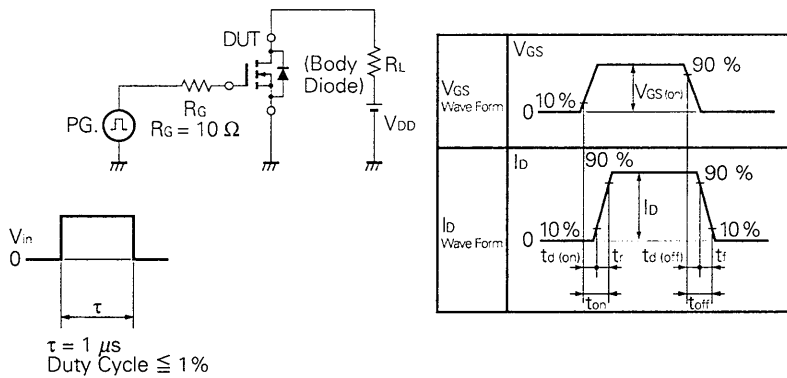 DUT
(Body
Diode)
RL
RG
RG = 10 Ω
PG.
VDD
Vin
0
τ
τ = 1 μs
Duty Cycle ≦ 1%
VGS
Wave Form
VGS
90 %
VGS (on)
10 %
0
ID
Wave Form
ID
90 %
90 %
ID
10 %
10 %
0
td (on)
tr
td (off)
tf
ton
toff